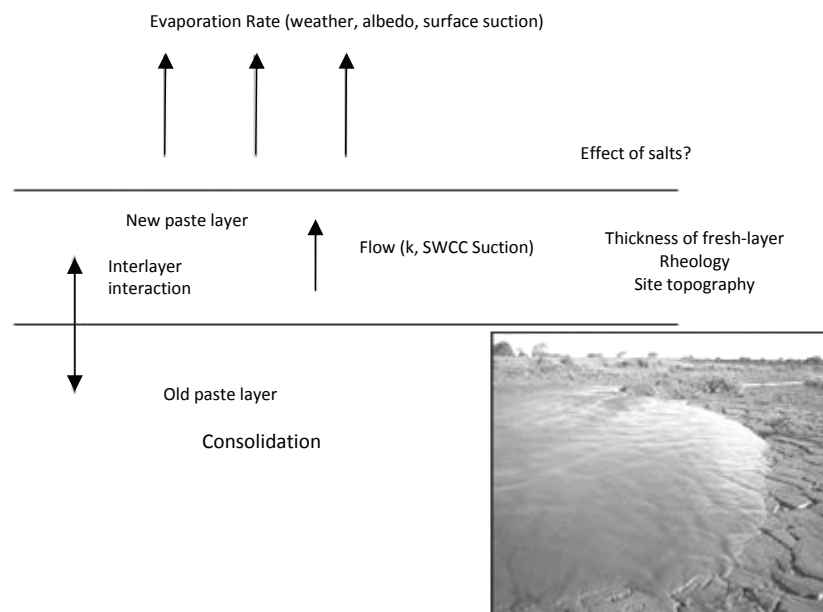 Evaporation Rate (weather, albedo, surface suction)
Effect of salts?
New paste layer
Flow (k, SWCC Suction)
Thickness of fresh-layer
Rheology
Site topography
Interlayer
interaction
Old paste layer
Consolidation